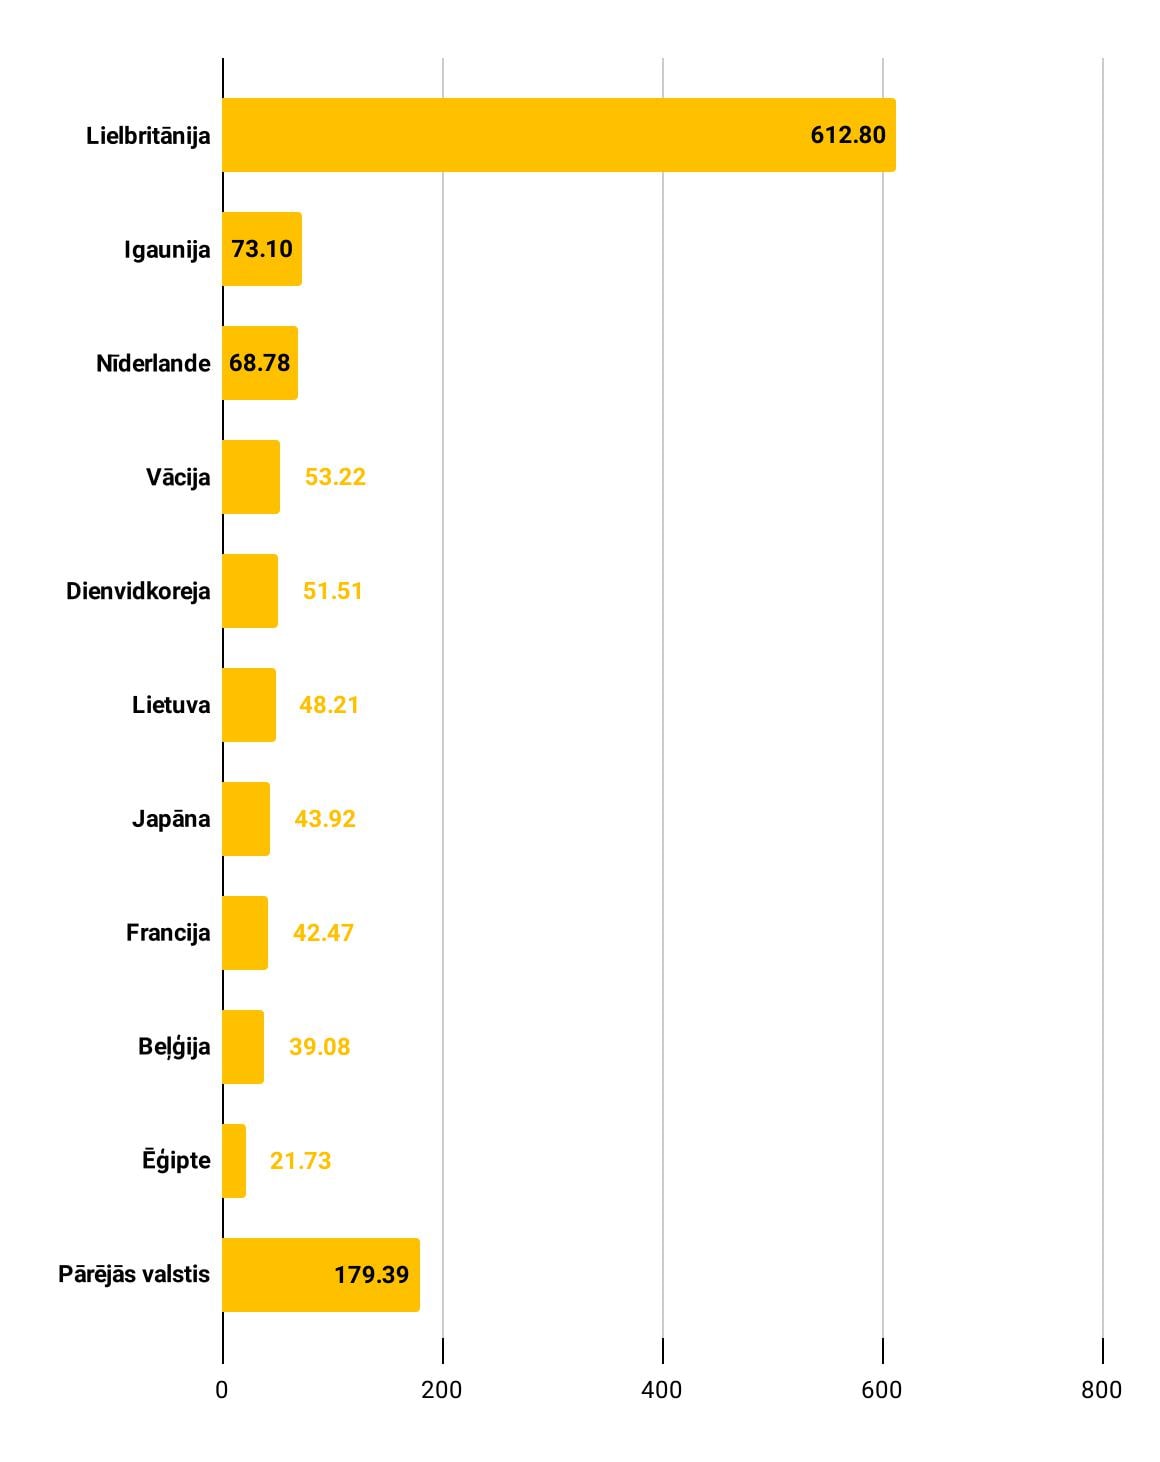 Lielbritānija 612.80
Igaunija 73.10
Nīderlande 68.78
Vācija 53.22
Dienvidkoreja 51.51
Lietuva 48.21
Japāna 43.92
Francija 42.47
Beļģija 39.08
Ēģipte 21.73
Pārējās valstis 179.39
0 200 400 600 800